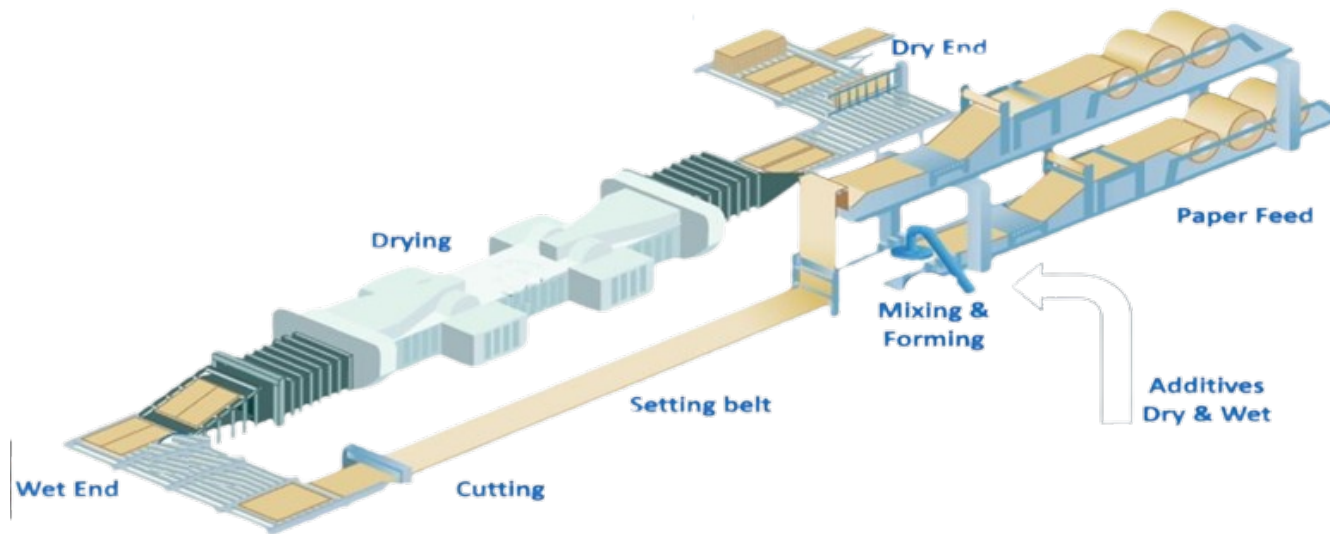 Dry End
Paper Feed
Drying
Mixing &
Forming
Additives
Dry & Wet
Setting belt
Cutting
Wet End